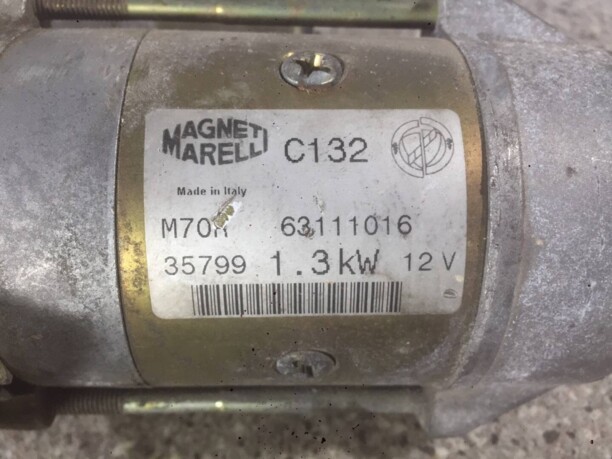 MAGNETI
MARELLI
C132
Made in Italy
M70R 63111016
35799 1.3kW 12V